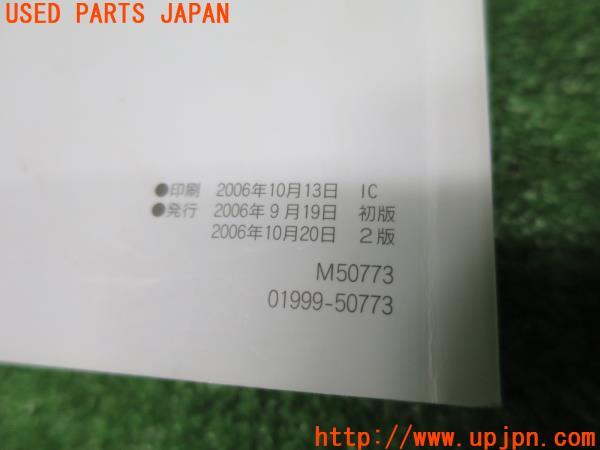 USED PARTS JAPAN
●印刷 2006年10月13日 IC
●発行 2006年9月19日 初版
2006年10月20日 2版
M50773
01999-50773
http://www.upjpn.com/